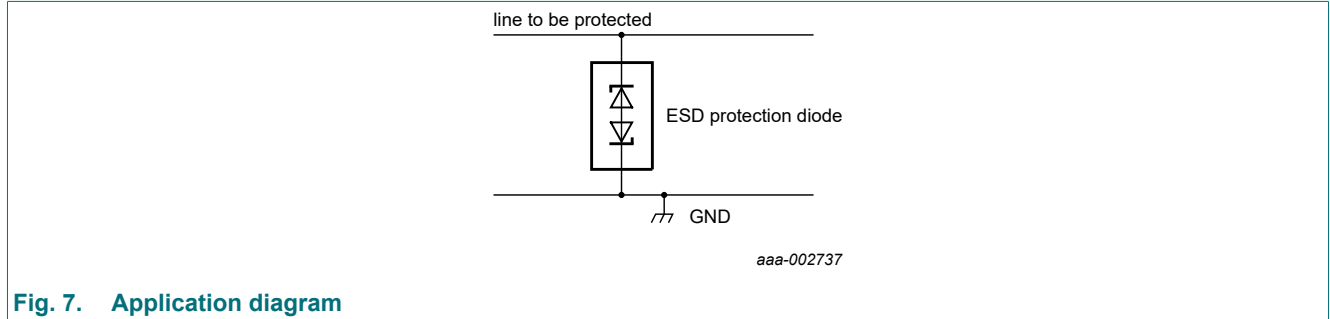 line to be protected
ESD protection diode
GND
aaa-002737
Fig. 7. Application diagram